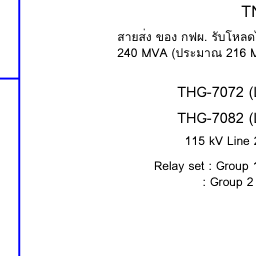 TN
สายส่ง ของ กฟผ. รับโหลด
240 MVA (ประมาณ 216 M
THG-7072 (
THG-7082 (
115 kV Line 2
Relay set : Group 1
: Group 2